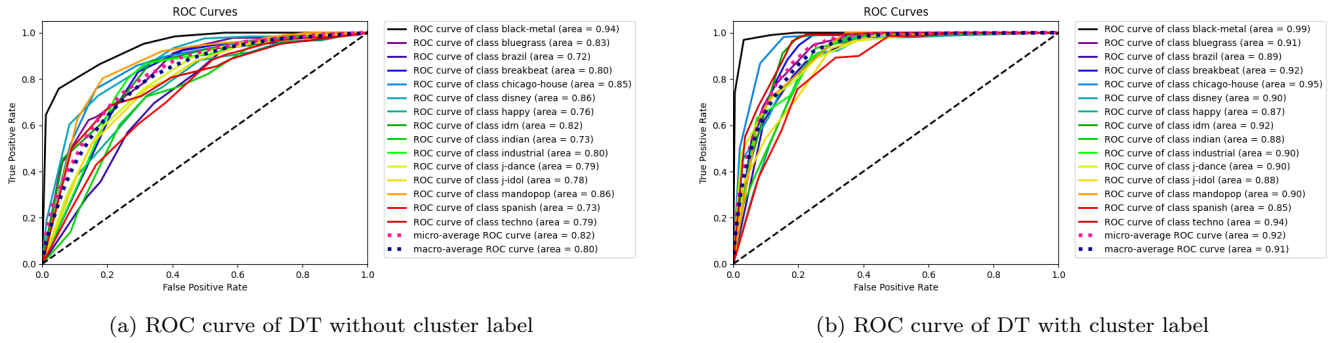 ROC Curves
True Positive Rate
1.0
0.8
0.6
0.4
0.2
0.0
0.0 0.2 0.4 0.6 0.8 1.0
False Positive Rate
ROC curve of class black-metal (area = 0.94)
ROC curve of class bluegrass (area = 0.83)
ROC curve of class brazil (area = 0.72)
ROC curve of class breakbeat (area = 0.80)
ROC curve of class chicago-house (area = 0.85)
ROC curve of class disney (area = 0.86)
ROC curve of class happy (area = 0.76)
ROC curve of class idm (area = 0.82)
ROC curve of class indian (area = 0.73)
ROC curve of class industrial (area = 0.80)
ROC curve of class j-dance (area = 0.79)
ROC curve of class j-idol (area = 0.78)
ROC curve of class mandopop (area = 0.86)
ROC curve of class spanish (area = 0.73)
ROC curve of class techno (area = 0.79)
micro-average ROC curve (area = 0.82)
macro-average ROC curve (area = 0.80)
(a) ROC curve of DT without cluster label
ROC Curves
True Positive Rate
1.0
0.8
0.6
0.4
0.2
0.0
0.0 0.2 0.4 0.6 0.8 1.0
False Positive Rate
ROC curve of class black-metal (area = 0.99)
ROC curve of class bluegrass (area = 0.91)
ROC curve of class brazil (area = 0.89)
ROC curve of class breakbeat (area = 0.92)
ROC curve of class chicago-house (area = 0.95)
ROC curve of class disney (area = 0.90)
ROC curve of class happy (area = 0.87)
ROC curve of class idm (area = 0.92)
ROC curve of class indian (area = 0.88)
ROC curve of class industrial (area = 0.90)
ROC curve of class j-dance (area = 0.90)
ROC curve of class j-idol (area = 0.88)
ROC curve of class mandopop (area = 0.90)
ROC curve of class spanish (area = 0.85)
ROC curve of class techno (area = 0.94)
micro-average ROC curve (area = 0.92)
macro-average ROC curve (area = 0.91)
(b) ROC curve of DT with cluster label